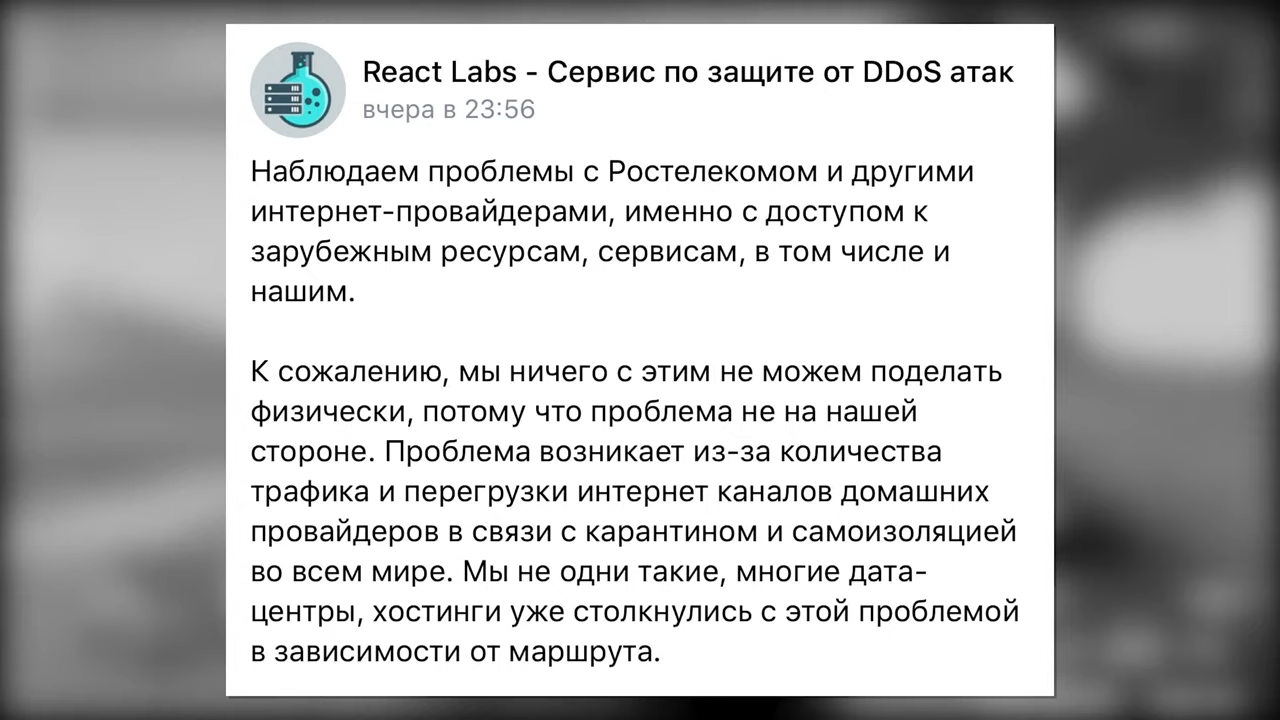 React Labs - Сервис по защите от DDoS атак
вчера в 23:56
Наблюдаем проблемы с Ростелекомом и другими
интернет-провайдерами, именно с доступом к
зарубежным ресурсам, сервисам, в том числе и
нашим.
К сожалению, мы ничего с этим не можем поделать
физически, потому что проблема не на нашей
стороне. Проблема возникает из-за количества
трафика и перегрузки интернет каналов домашних
провайдеров в связи с карантином и самоизоляцией
во всем мире. Мы не одни такие, многие дата-
центры, хостинги уже столкнулись с этой проблемой
в зависимости от маршрута.